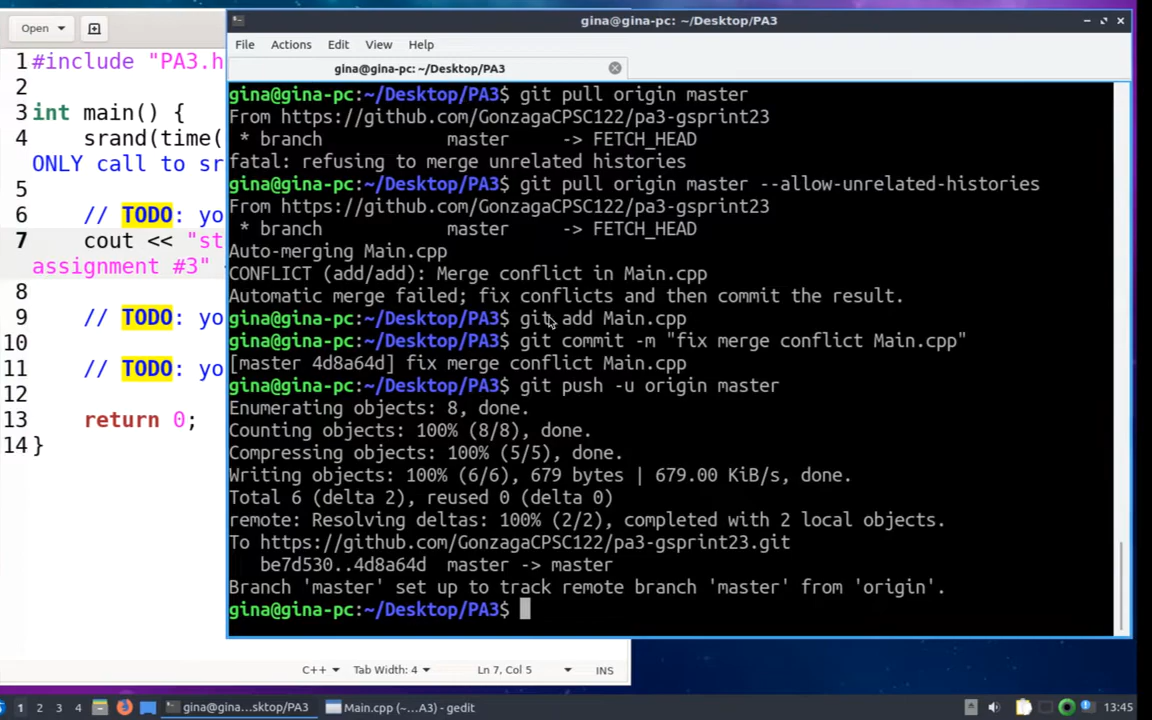 Open
gina@gina-pc: ~/Desktop/PA3
File Actions Edit View Help
gina@gina-pc: ~/Desktop/PA3
1 #include "PA3.h
2
3 int main() {
4 srand(time(
ONLY call to sr
5
6 // TODO: yo
7 cout << "st
assignment #3"
8
9 // TODO: yo
10
11 // TODO: yo
12
13 return 0;
14 }
gina@gina-pc:~/Desktop/PA3$ git pull origin master
From https://github.com/GonzagaCPSC122/pa3-gsprint23
* branch master -> FETCH_HEAD
fatal: refusing to merge unrelated histories
gina@gina-pc:~/Desktop/PA3$ git pull origin master --allow-unrelated-histories
From https://github.com/GonzagaCPSC122/pa3-gsprint23
* branch master -> FETCH_HEAD
Auto-merging Main.cpp
CONFLICT (add/add): Merge conflict in Main.cpp
Automatic merge failed; fix conflicts and then commit the result.
gina@gina-pc:~/Desktop/PA3$ git add Main.cpp
gina@gina-pc:~/Desktop/PA3$ git commit -m "fix merge conflict Main.cpp"
[master 4d8a64d] fix merge conflict Main.cpp
gina@gina-pc:~/Desktop/PA3$ git push -u origin master
Enumerating objects: 8, done.
Counting objects: 100% (8/8), done.
Compressing objects: 100% (5/5), done.
Writing objects: 100% (6/6), 679 bytes | 679.00 KiB/s, done.
Total 6 (delta 2), reused 0 (delta 0)
remote: Resolving deltas: 100% (2/2), completed with 2 local objects.
To https://github.com/GonzagaCPSC122/pa3-gsprint23.git
be7d530..4d8a64d master -> master
Branch 'master' set up to track remote branch 'master' from 'origin'.
gina@gina-pc:~/Desktop/PA3$
C++ Tab Width: 4 Ln 7, Col 5 INS
1 2 3 4 gina@gina...sktop/PA3 Main.cpp (~...A3) - gedit 13:45